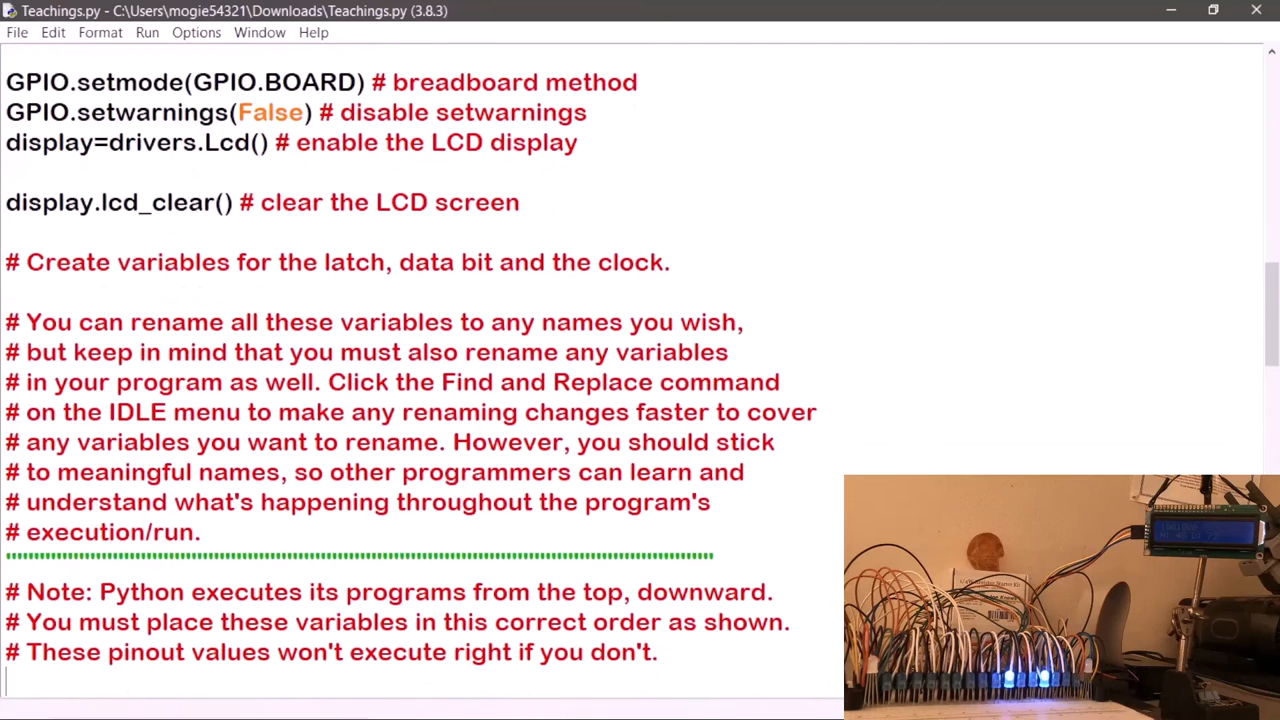 Teachings.py - C:\Users\mogie54321\Downloads\Teachings.py (3.8.3)
File Edit Format Run Options Window Help
GPIO.setmode(GPIO.BOARD) # breadboard method
GPIO.setwarnings(False) # disable setwarnings
display=drivers.Lcd() # enable the LCD display
display.lcd_clear() # clear the LCD screen
# Create variables for the latch, data bit and the clock.
# You can rename all these variables to any names you wish,
# but keep in mind that you must also rename any variables
# in your program as well. Click the Find and Replace command
# on the IDLE menu to make any renaming changes faster to cover
# any variables you want to rename. However, you should stick
# to meaningful names, so other programmers can learn and
# understand what's happening throughout the program's
# execution/run.
# Note: Python executes its programs from the top, downward.
# You must place these variables in this correct order as shown.
# These pinout values won't execute right if you don't.